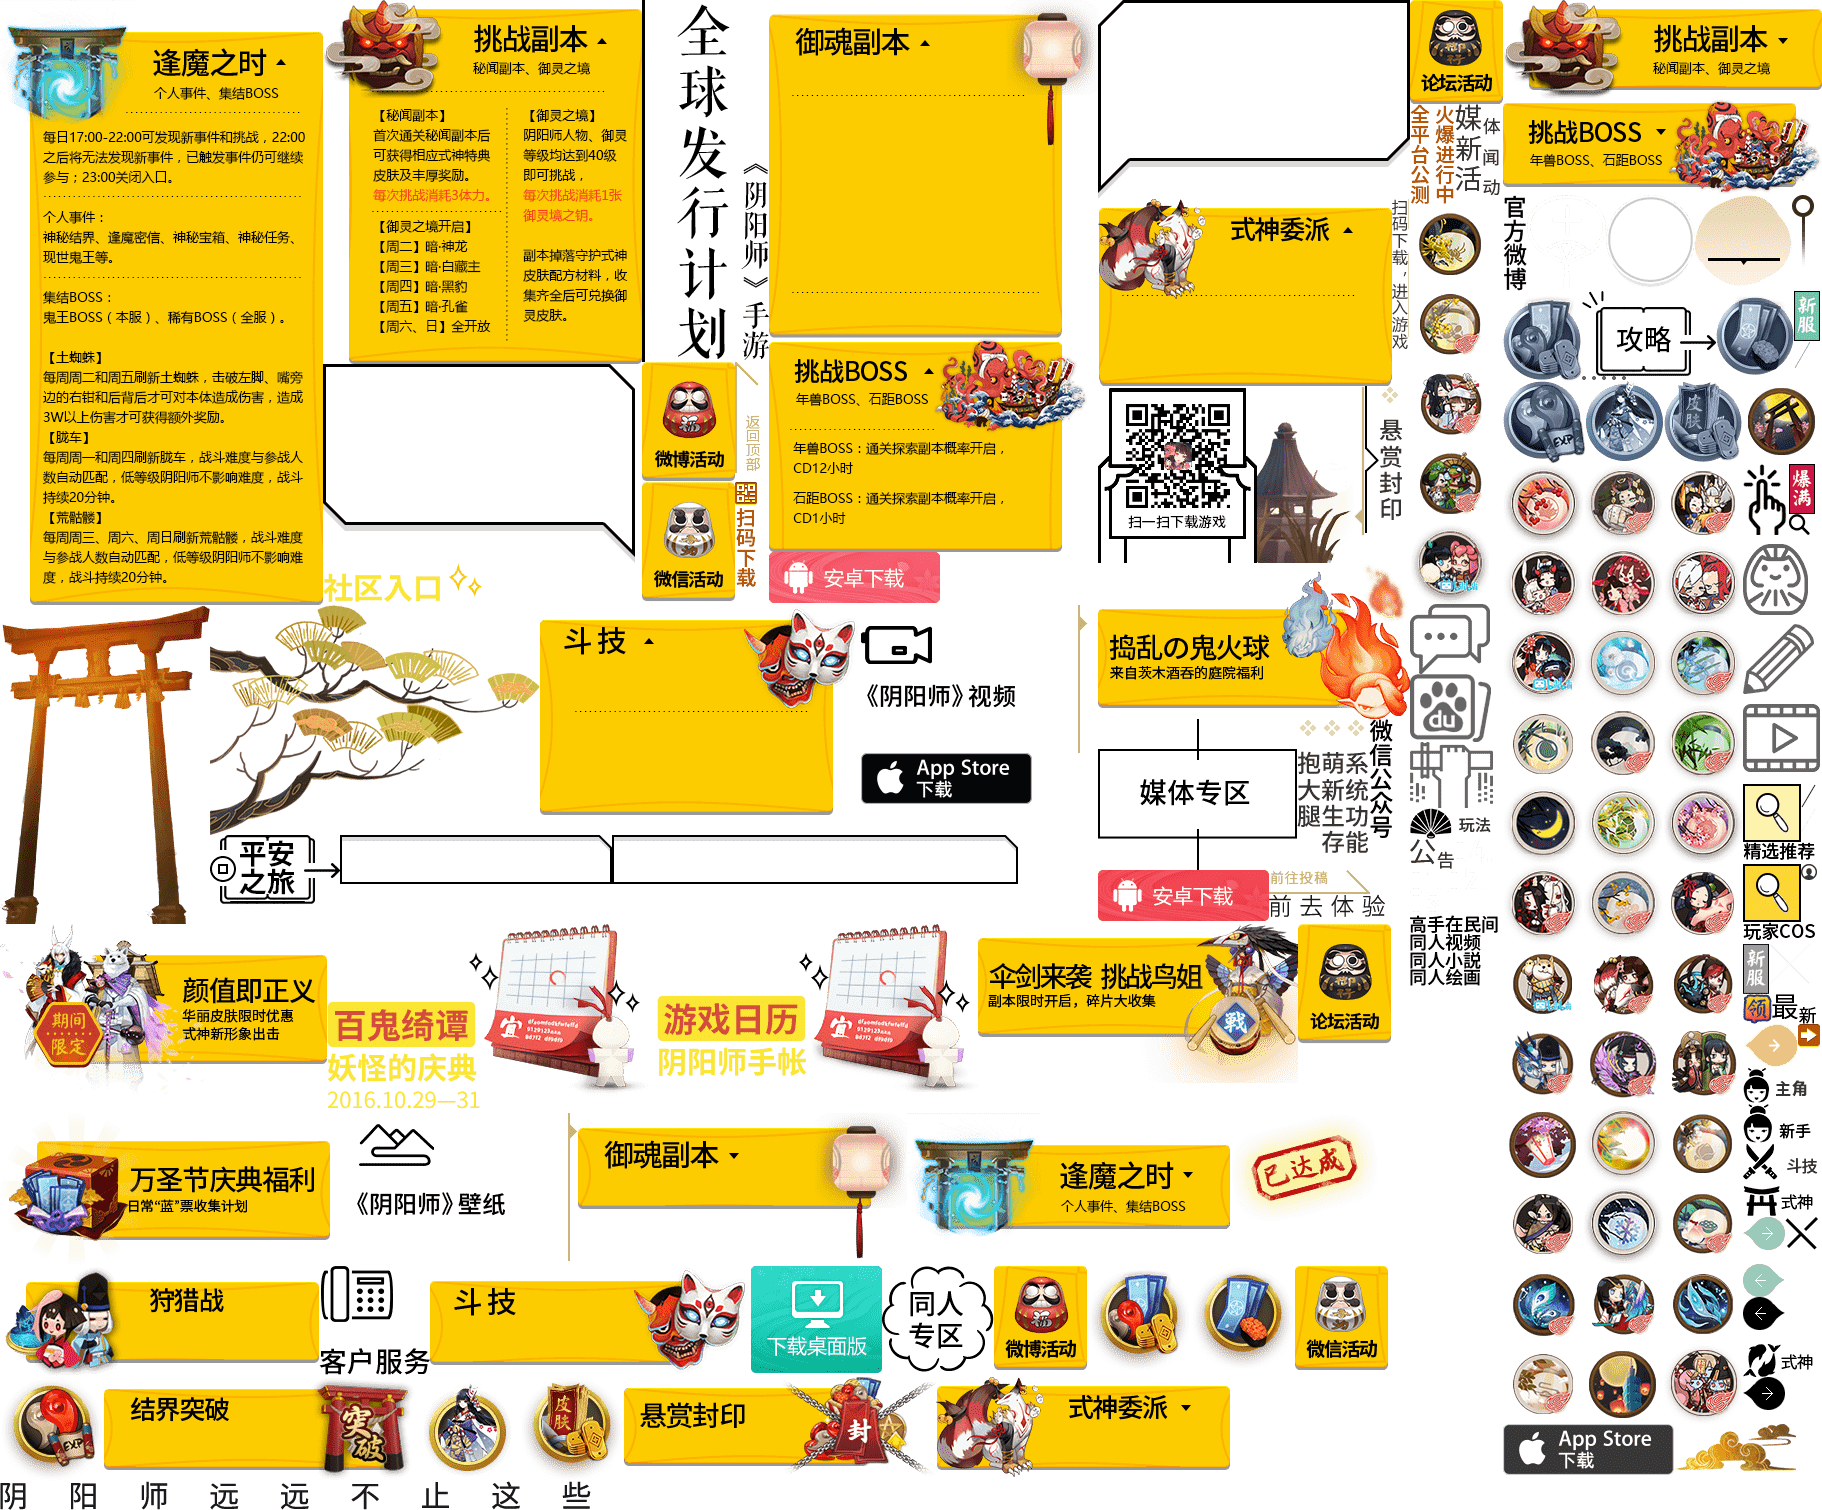 逢魔之时
个人事件、集结BOSS
每日17:00-22:00可发现新事件和挑战，22:00
之后将无法发现新事件，已触发事件仍可继续
参与；23:00关闭入口。
个人事件：
神秘结界、逢魔密信、神秘宝箱、神秘任务、
现世鬼王等。
集结BOSS：
鬼王BOSS（本服）、稀有BOSS（全服）。
【土蜘蛛】
每周周二和周五刷新土蜘蛛，击破左脚、嘴旁
边的右钳和后背后才可对本体造成伤害，造成
3W以上伤害才可获得额外奖励。
【胧车】
每周周一和周四刷新胧车，战斗难度与参战人
数自动匹配，低等级阴阳师不影响难度，战斗
持续20分钟。
【荒骷髅】
每周周三、周六、周日刷新荒骷髅，战斗难度
与参战人数自动匹配，低等级阴阳师不影响难
度，战斗持续20分钟。
挑战副本
秘闻副本、御灵之境
【秘闻副本】
首次通关秘闻副本后
可获得相应式神特典
皮肤及丰厚奖励。
每次挑战消耗3体力。
【御灵之境开启】
【周二】暗·神龙
【周三】暗·白藏主
【周四】暗·黑豹
【周五】暗·孔雀
【周六、日】全开放
【御灵之境】
阴阳师人物、御灵
等级均达到40级
即可挑战，
每次挑战消耗1张
御灵境之钥。
副本掉落守护式神
皮肤配方材料，收
集齐全后可兑换御
灵皮肤。
全球发行计划
《阴阳师》手游
御魂副本
挑战BOSS
年兽BOSS、石距BOSS
年兽BOSS：通关探索副本概率开启，
CD12小时
石距BOSS：通关探索副本概率开启，
CD1小时
微博活动
微信活动
返回顶部
扫码下载
安卓下载
社区入口
式神委派
扫码下载，进入游戏
扫一扫下载游戏
悬赏封印
论坛活动
全平台公测
火爆进行中
媒体
新闻
活动
挑战副本
秘闻副本、御灵之境
挑战BOSS
年兽BOSS、石距BOSS
官方微博
攻略
新服
EXP
皮肤
爆满
斗技
《阴阳师》视频
App Store
下载
捣乱の鬼火球
来自茨木酒吞的庭院福利
媒体专区
抱大腿
萌新生存
系统功能
微信公众号
du
玩法
公告
安卓下载
前往投稿
前去体验
平安
之旅
精选推荐
玩家COS
高手在民间
同人视频
同人小説
同人绘画
新服
领
最新
期间
限定
颜值即正义
华丽皮肤限时优惠
式神新形象出击
百鬼绮谭
妖怪的庆典
2016.10.29—31
宜
游戏日历
阴阳师手帐
宜
伞剑来袭 挑战鸟姐
副本限时开启，碎片大收集
戰
论坛活动
主角
新手
斗技
式神
式神
万圣节庆典福利
日常“蓝”票收集计划
《阴阳师》壁纸
御魂副本
逢魔之时
个人事件、集结BOSS
已达成
狩猎战
客户服务
斗技
下载桌面版
同人
专区
微博活动
微信活动
EXP
结界突破
突破
皮肤
悬赏封印
封
式神委派
App Store
下载
阴阳师远远不止这些